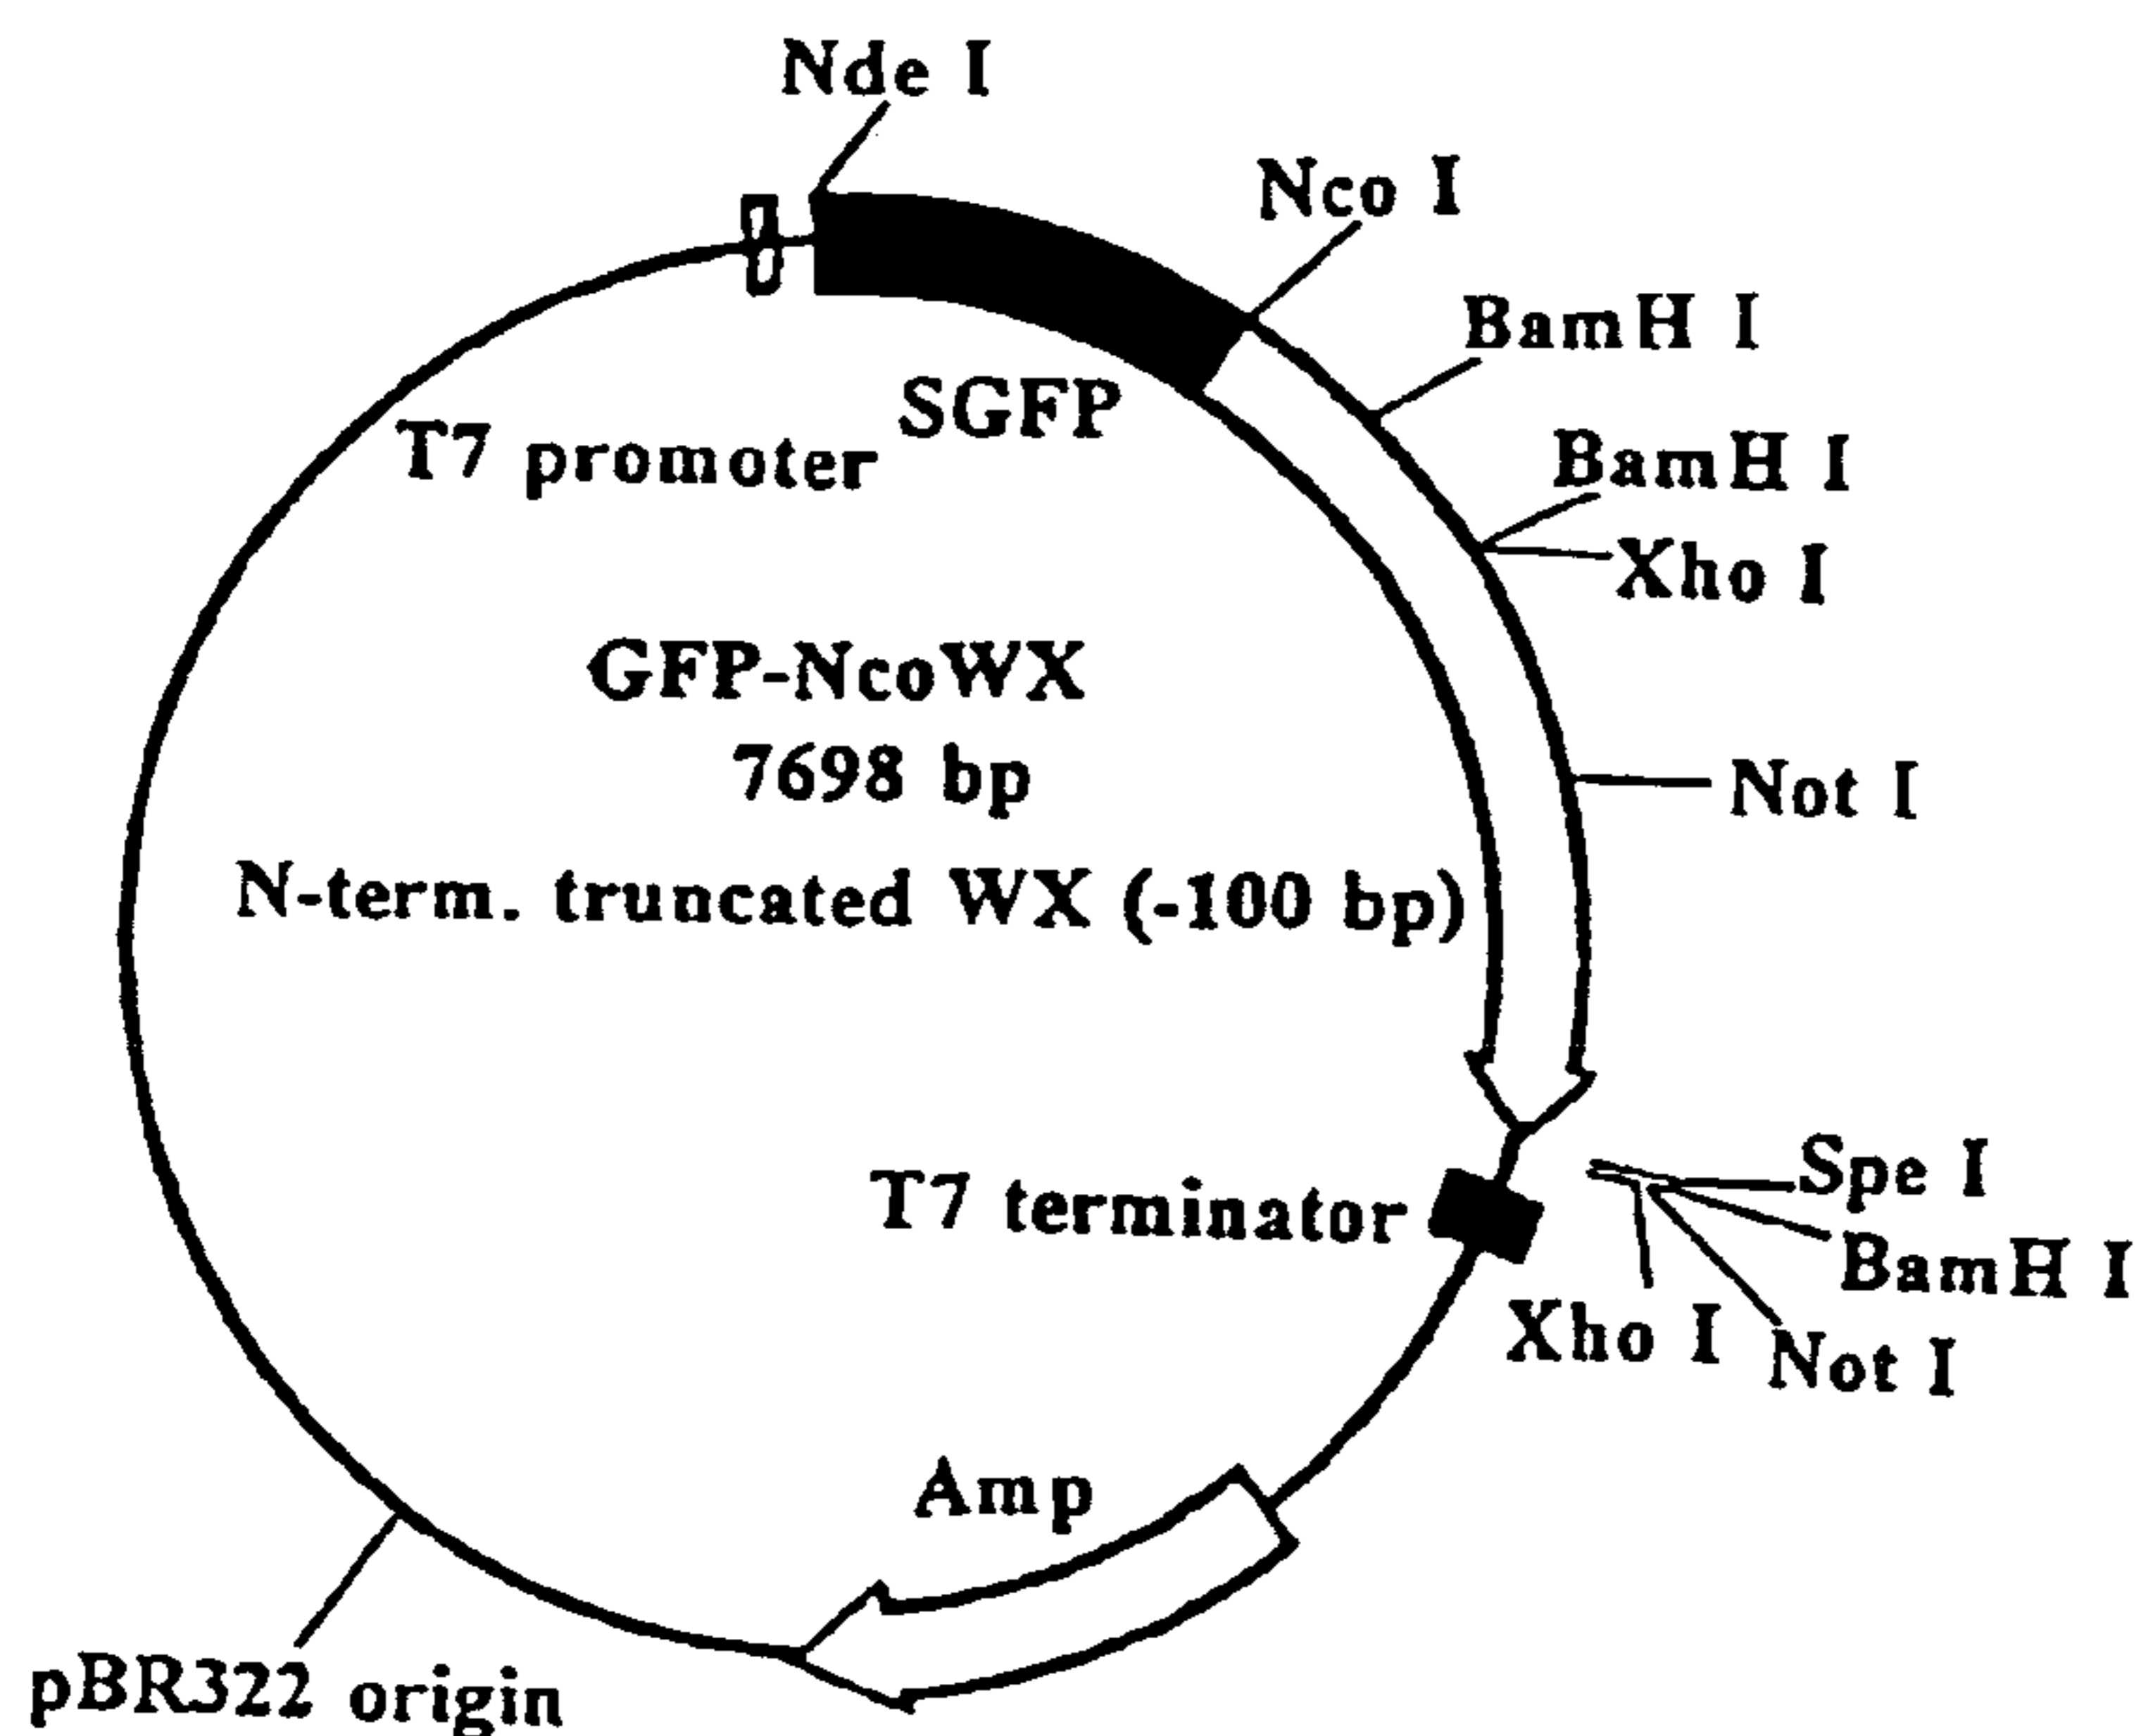 Nde I
Nco I
BamH I
SGFP
T7 promoter
BamH I
Xho I
GFP-NcoWX
7698 bp
Not I
N-term. truncated WX (-100 bp)
Spe I
T7 terminator
BamH I
Xho I
Not I
Amp
pBR322 origin